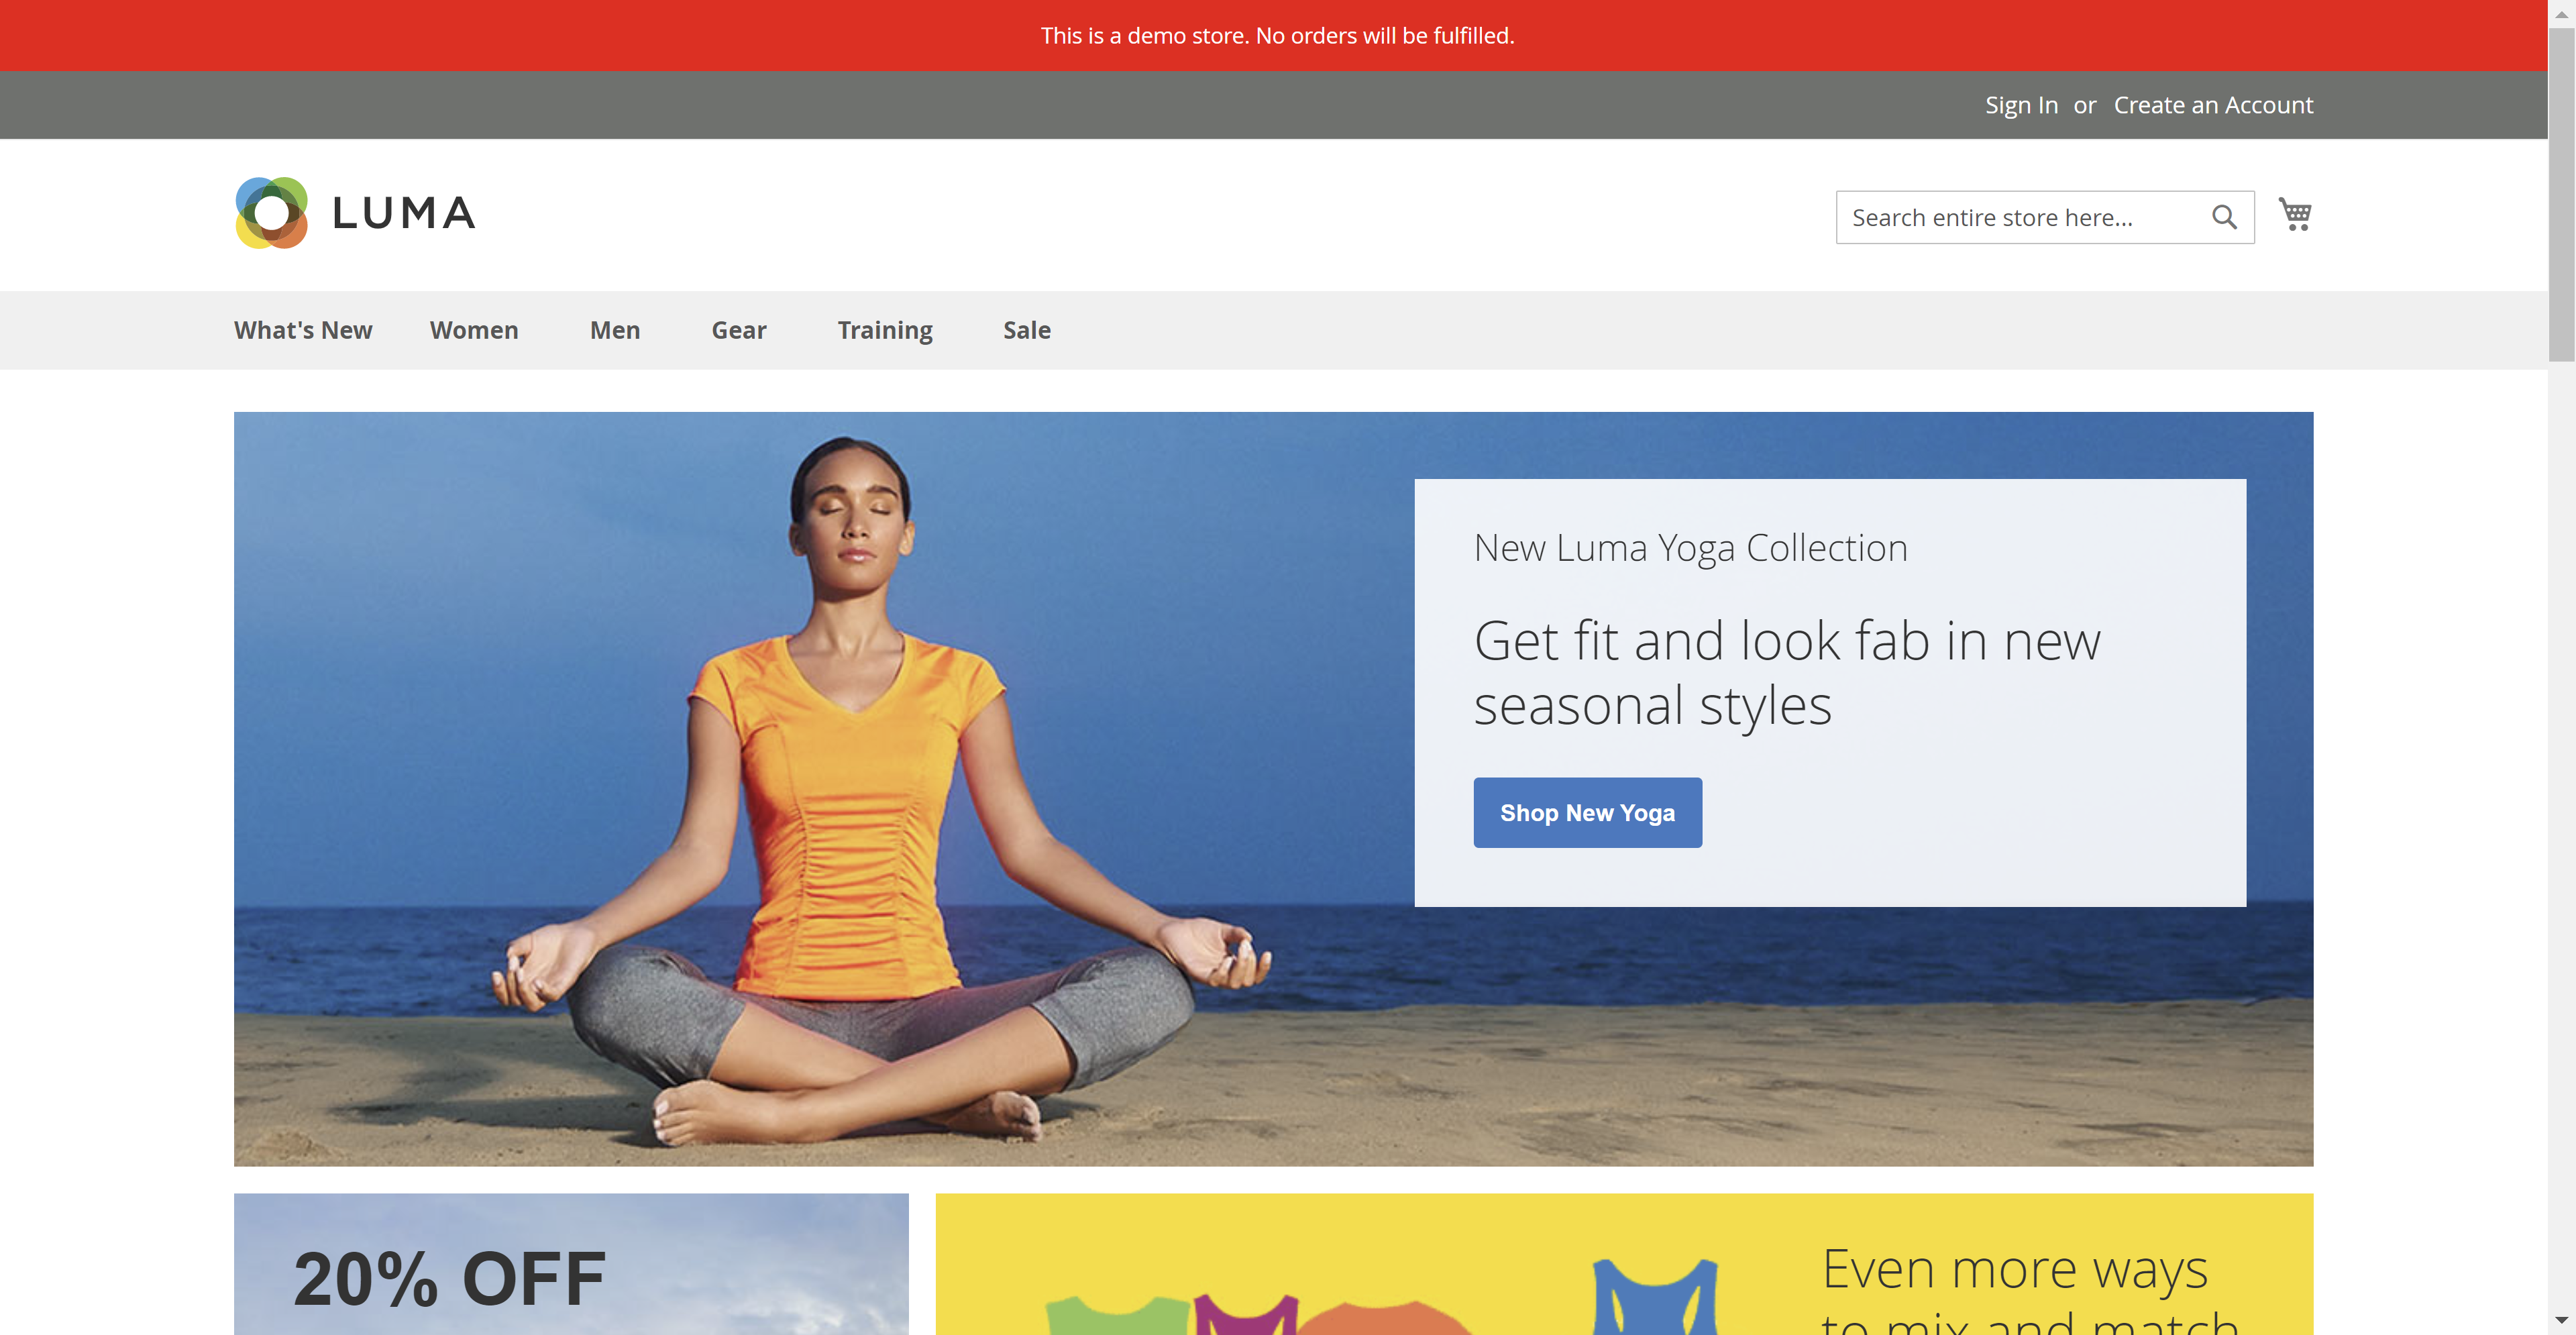 This is a demo store. No orders will be fulfilled.
Sign In or Create an Account
LUMA
Search entire store here...
What's New Women Men Gear Training Sale
New Luma Yoga Collection
Get fit and look fab in new
seasonal styles
Shop New Yoga
20% OFF
Even more ways
to mix and match